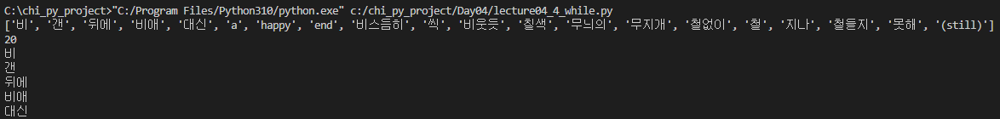 C:\chi_py_project>"C:/Program Files/Python310/python.exe" c:/chi_py_project/Day04/lecture04_4_while.py
['비', '갠', '뒤에', '비애', '대신', 'a', 'happy', 'end', '비스듬히', '씩', '비웃듯', '칠색', '무늬의', '무지개', '철없이', '철', '지나', '철들지', '못해', '(still)']
20
비
갠
뒤에
비애
대신